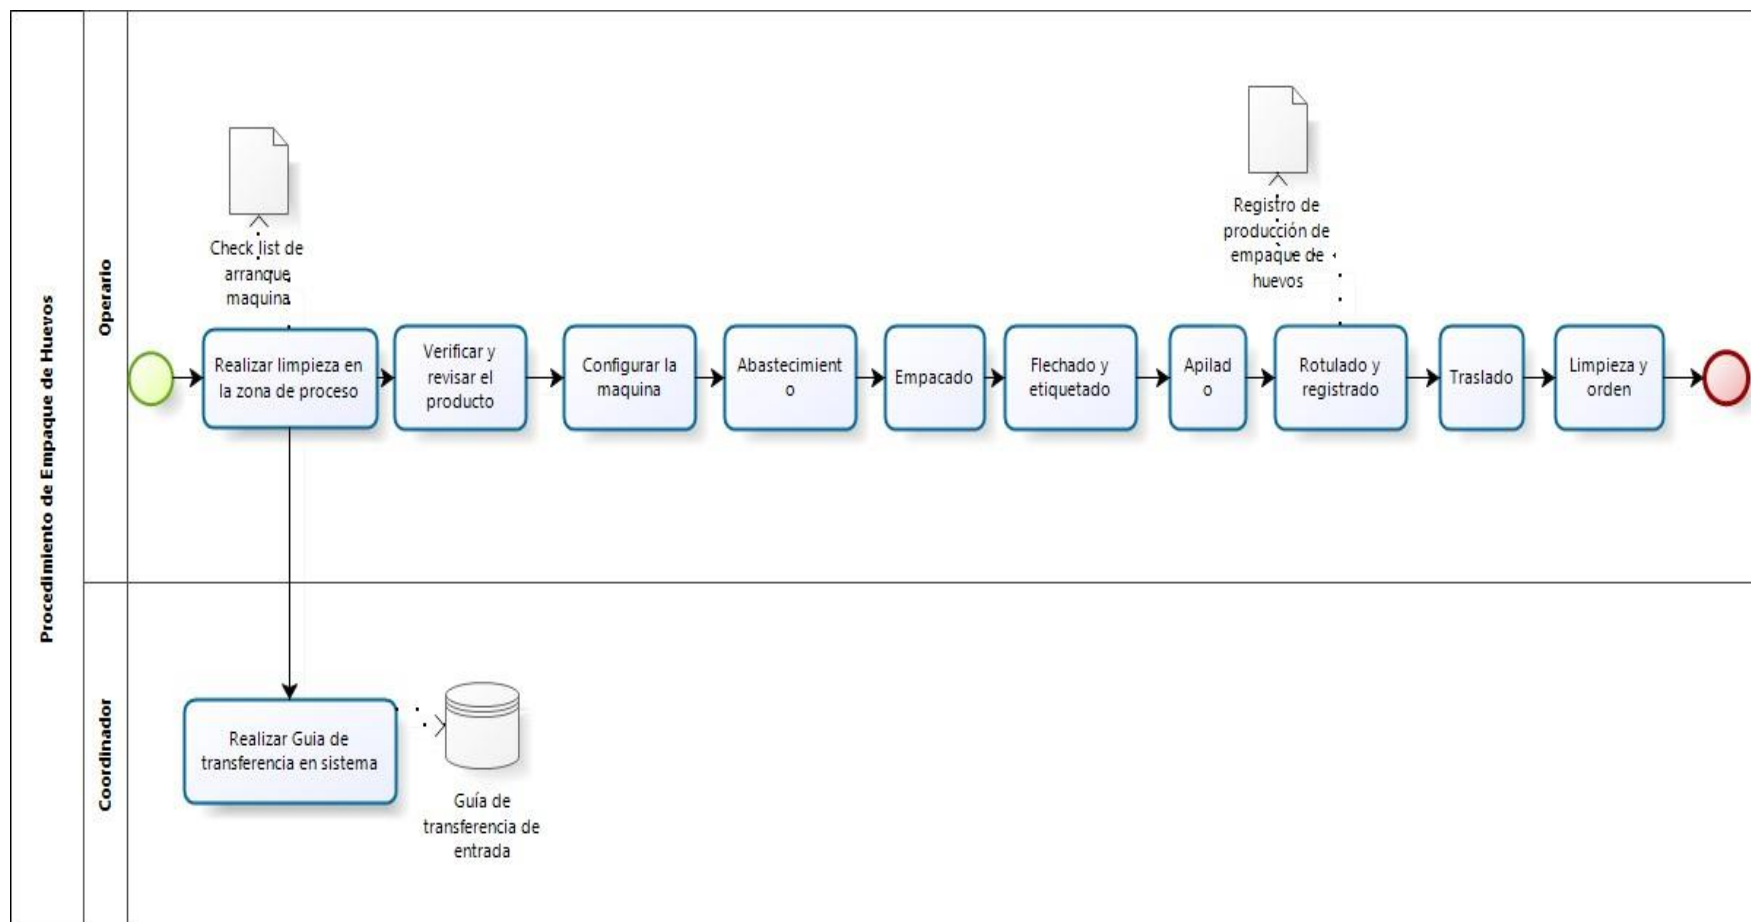 Procedimiento de Empaque de Huevos
Operario
Check list de
arranque
maquina
Registro de
producción de
empaque de
huevos
Realizar limpieza en
la zona de proceso
Verificar y
revisar el
producto
Configurar la
maquina
Abastecimient
o
Empacado
Flechado y
etiquetado
Apilad
o
Rotulado y
registrado
Traslado
Limpieza y
orden
Coordinador
Realizar Guia de
transferencia en sistema
Guía de
transferencia de
entrada